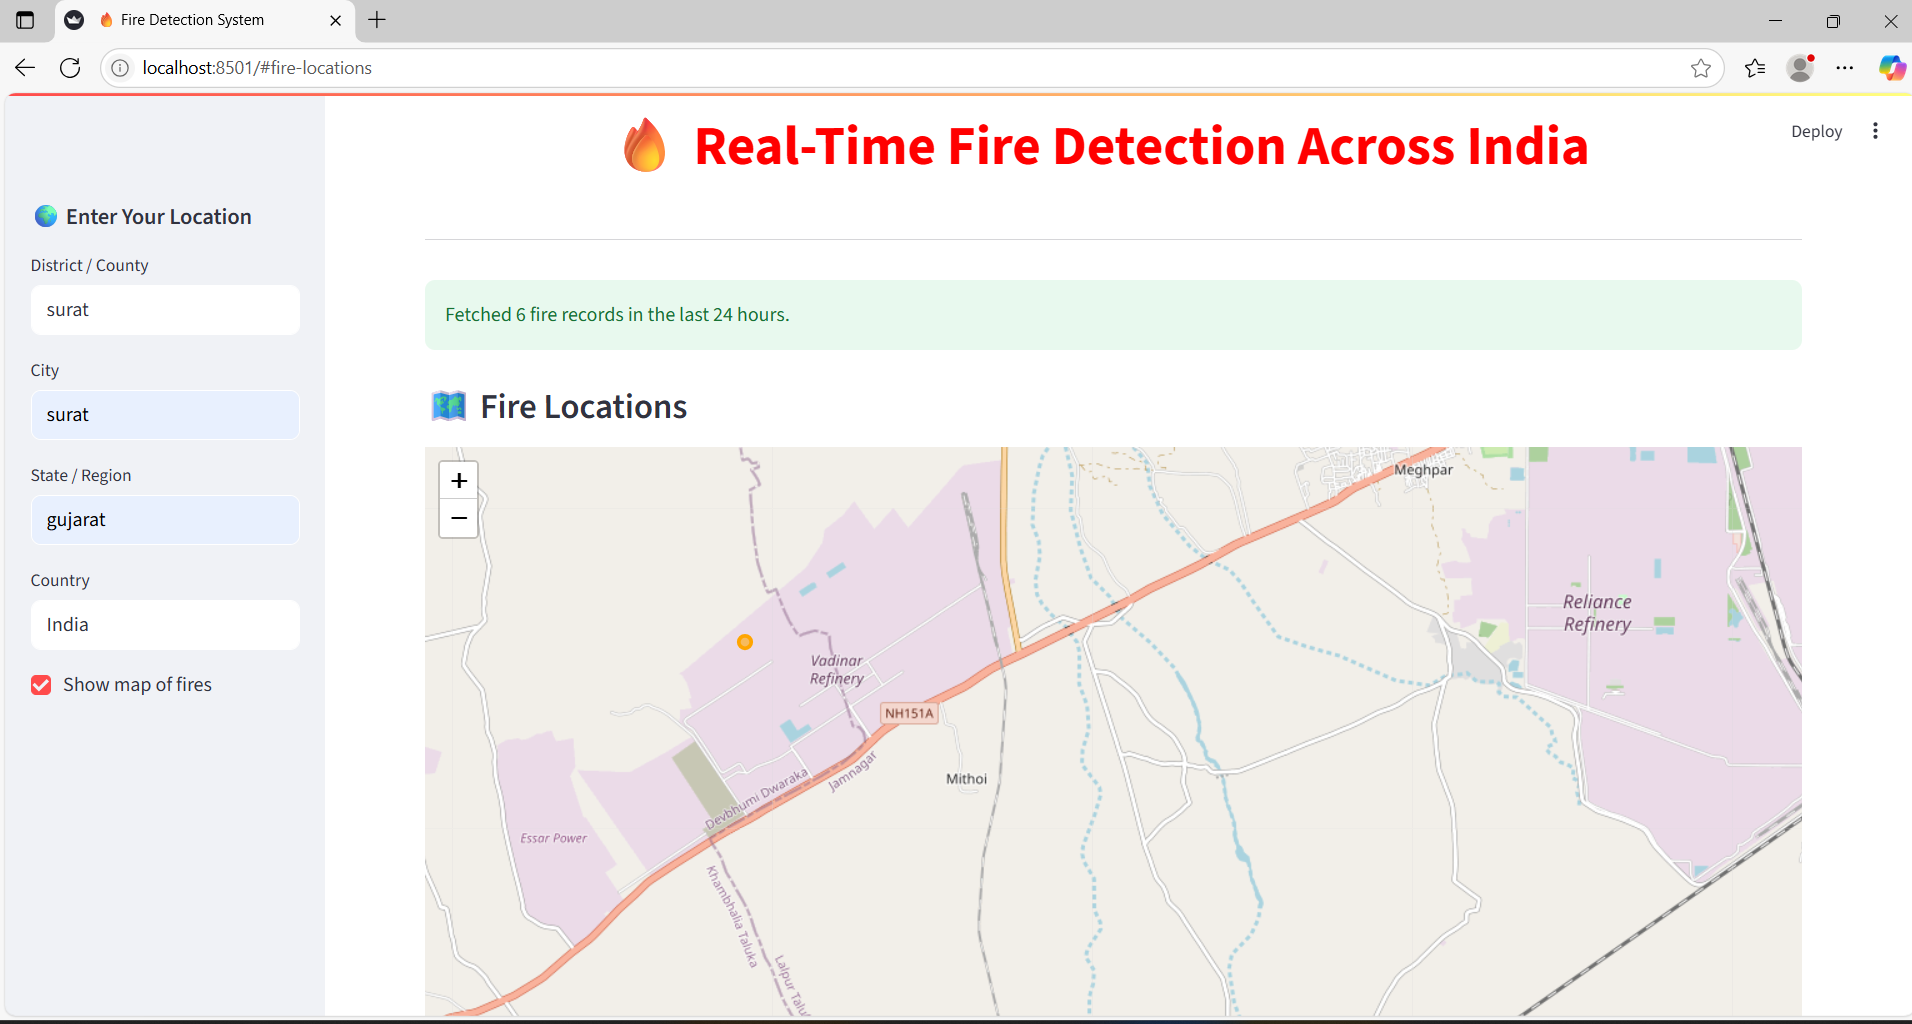 Fire Detection System
localhost:8501/#fire-locations
Deploy
Real-Time Fire Detection Across India
Enter Your Location
District / County
surat
City
surat
State / Region
gujarat
Country
India
Show map of fires
Fetched 6 fire records in the last 24 hours.
Fire Locations
+
−
Meghpar
Reliance
Refinery
Vadinar
Refinery
NH151A
Mithoi
Devbhumi Dwaraka
Jamnagar
Essar Power
Khambhalia Taluka
Lalpur Talu